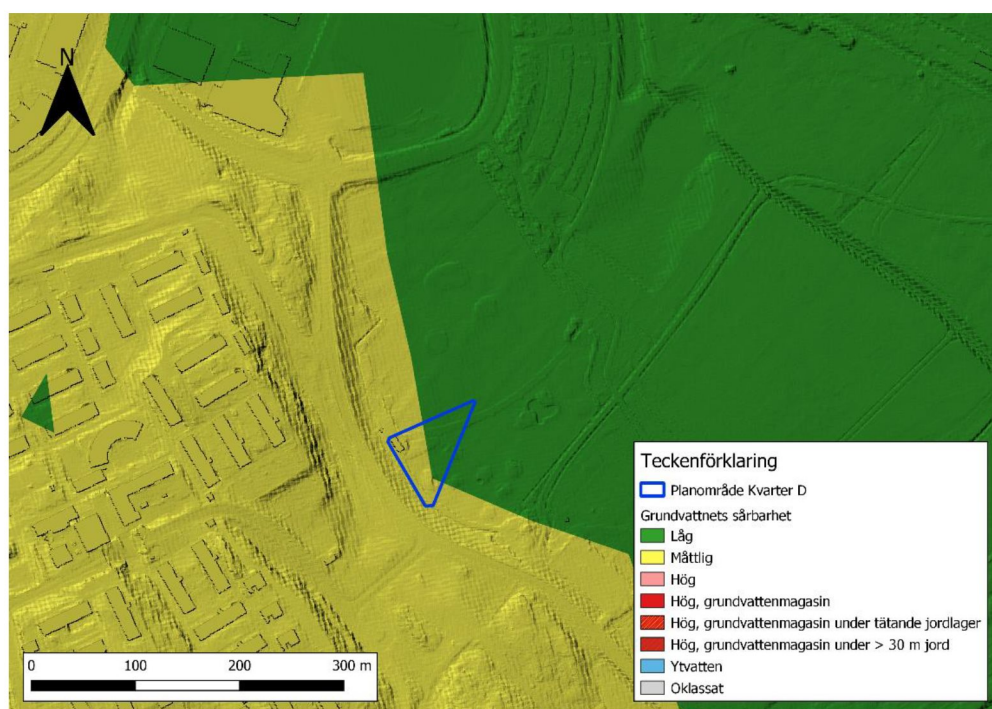 N
Teckenförklaring
Planområde Kvarter D
Grundvattnets sårbarhet
Låg
Måttlig
Hög
Hög, grundvattenmagasin
Hög, grundvattenmagasin under tätande jordlager
Hög, grundvattenmagasin under > 30 m jord
Ytvatten
Oklassat
0 100 200 300 m